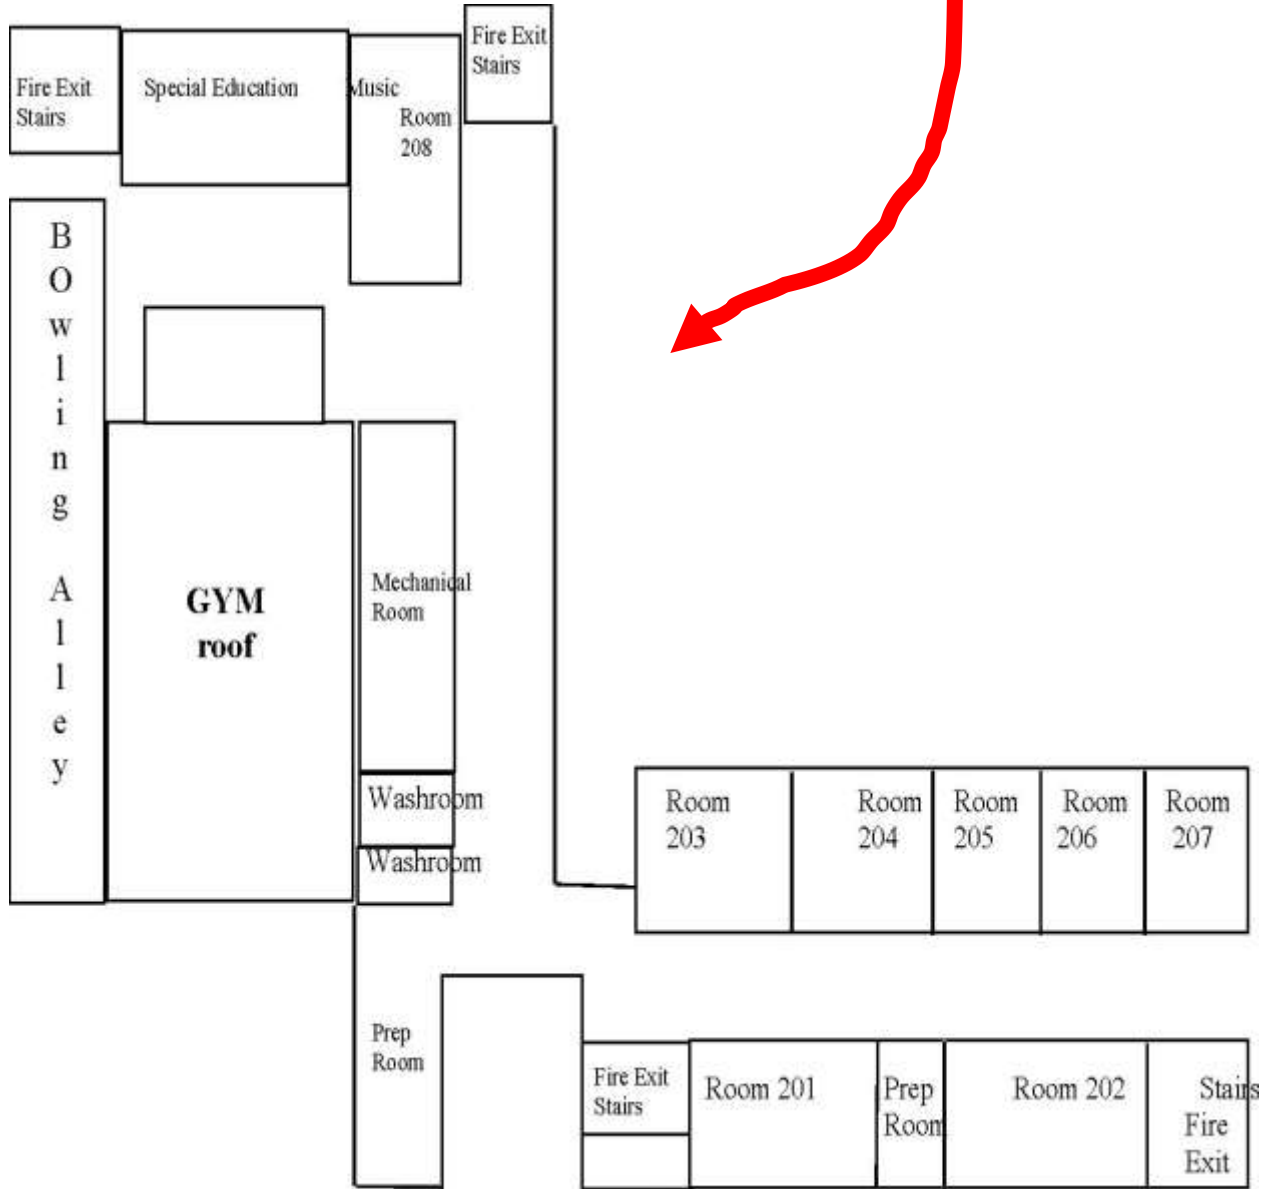 Fire Exit
Stairs
Special Education
Music
Room
208
Fire Exit
Stairs
BOwling Alley
GYM
roof
Mechanical
Room
Washroom
Washroom
Room
203
Room
204
Room
205
Room
206
Room
207
Prep
Room
Fire Exit
Stairs
Room 201
Prep
Room
Room 202
Stairs
Fire
Exit